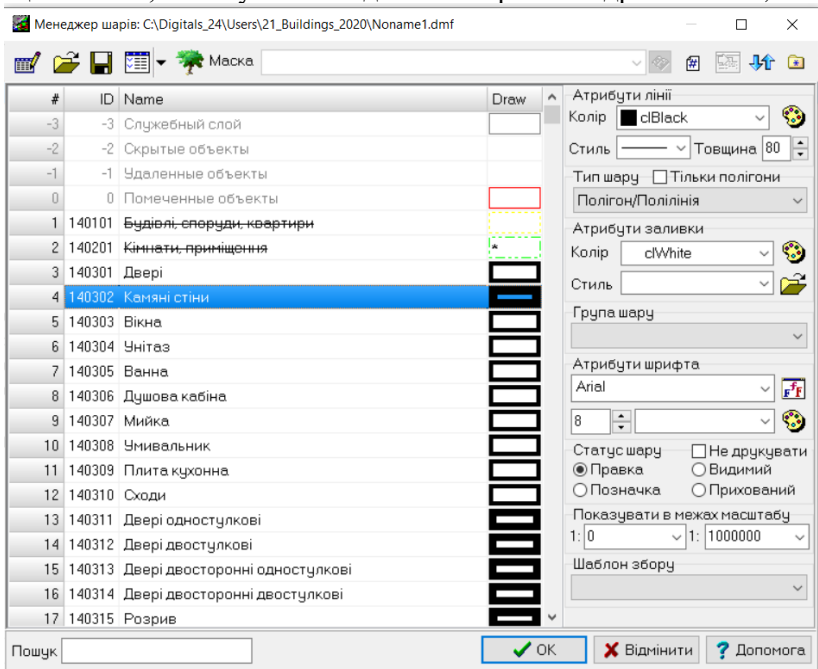 Менеджер шарів: C:\Digitals_24\Users\21_Buildings_2020\Noname1.dmf
Маска
# ID Name Draw
-3 -3 Служебный слой
-2 -2 Скрытые объекты
-1 -1 Удаленные объекты
0 0 Помеченные объекты
1 140101 Будівлі, споруди, квартири
2 140201 Кімнати, приміщення *
3 140301 Двері
4 140302 Камяні стіни
5 140303 Вікна
6 140304 Унітаз
7 140305 Ванна
8 140306 Душова кабіна
9 140307 Мийка
10 140308 Умивальник
11 140309 Плита кухонна
12 140310 Сходи
13 140311 Двері одностулкові
14 140312 Двері двостулкові
15 140313 Двері двосторонні одностулкові
16 140314 Двері двосторонні двостулкові
17 140315 Розрив
Атрибути лінії
Колір clBlack
Стиль Товщина 80
Тип шару Тільки полігони
Полігон/Полілінія
Атрибути заливки
Колір clWhite
Стиль
Група шару
Атрибути шрифта
Arial
8
Статус шару Не друкувати
Правка Видимий
Позначка Прихований
Показувати в межах масштабу
1: 0 1: 1000000
Шаблон збору
Пошук OK Відмінити Допомога